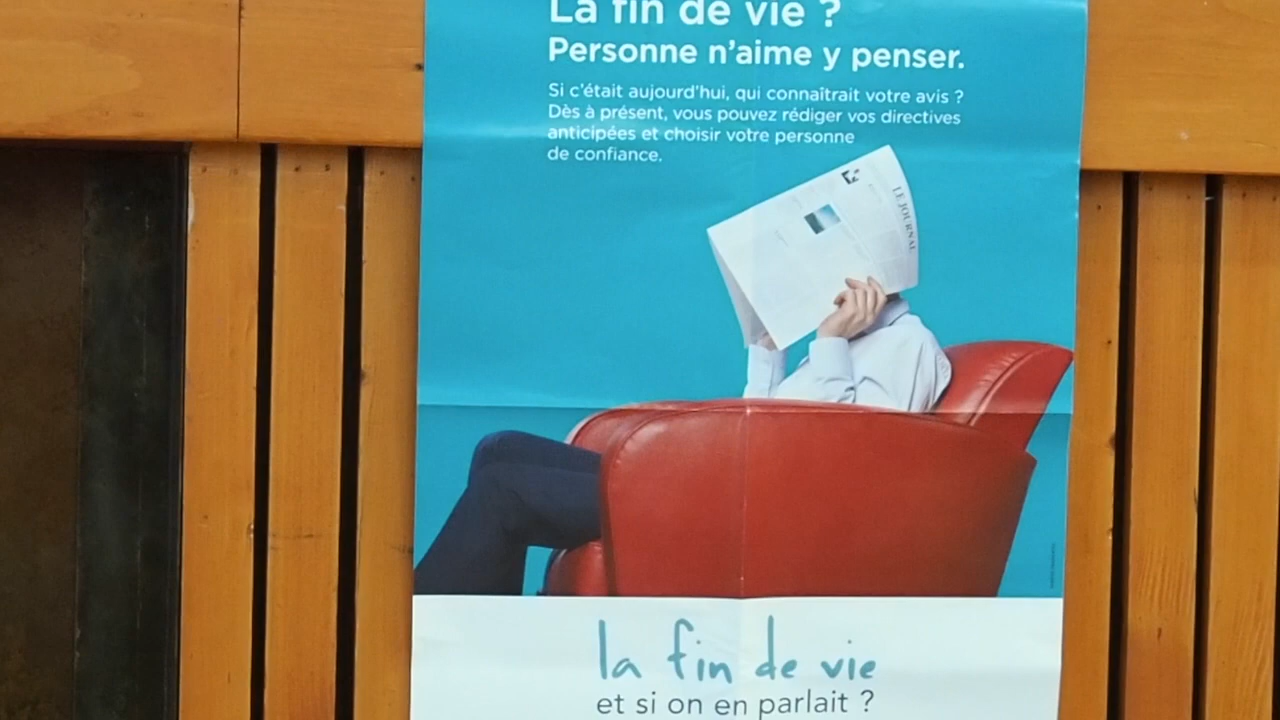 La fin de vie ?
Personne n'aime y penser.
Si c'était aujourd'hui, qui connaîtrait votre avis ?
Dès à présent, vous pouvez rédiger vos directives
anticipées et choisir votre personne
de confiance.
LE JOURNAL
la fin de vie
et si on en parlait ?